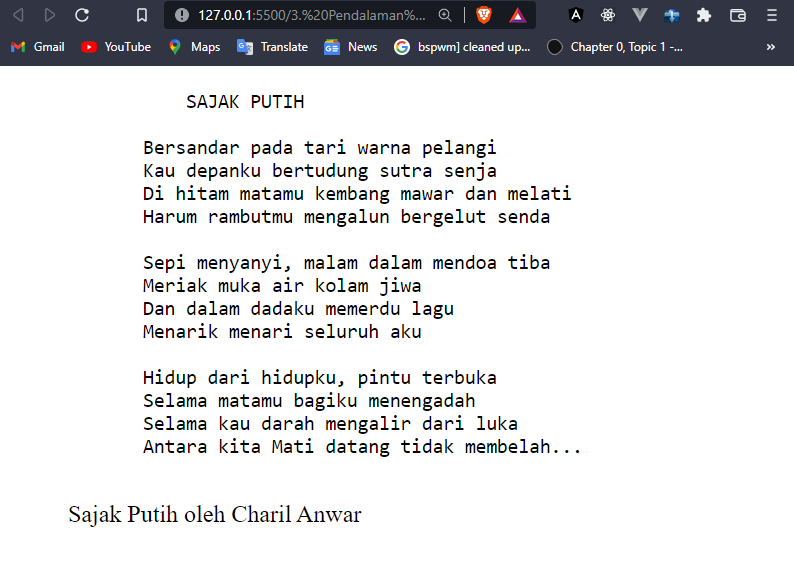 127.0.0.1:5500/3.%20Pendalaman%...
Gmail YouTube Maps Translate News bspwm] cleaned up... Chapter 0, Topic 1 -... »
SAJAK PUTIH
Bersandar pada tari warna pelangi
Kau depanku bertudung sutra senja
Di hitam matamu kembang mawar dan melati
Harum rambutmu mengalun bergelut senda
Sepi menyanyi, malam dalam mendoa tiba
Meriak muka air kolam jiwa
Dan dalam dadaku memerdu lagu
Menarik menari seluruh aku
Hidup dari hidupku, pintu terbuka
Selama matamu bagiku menengadah
Selama kau darah mengalir dari luka
Antara kita Mati datang tidak membelah...
Sajak Putih oleh Charil Anwar